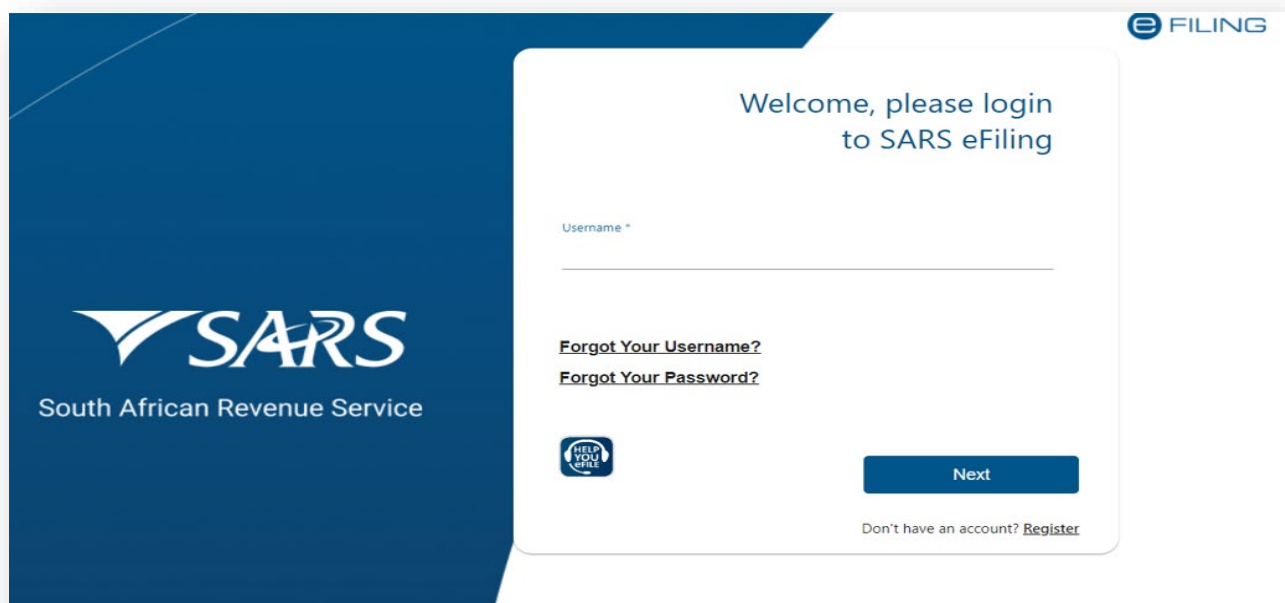 e FILING
Welcome, please login
to SARS eFiling
Username *
SARS
South African Revenue Service
Forgot Your Username?
Forgot Your Password?
HELP
YOU
eFILE
Next
Don't have an account? Register